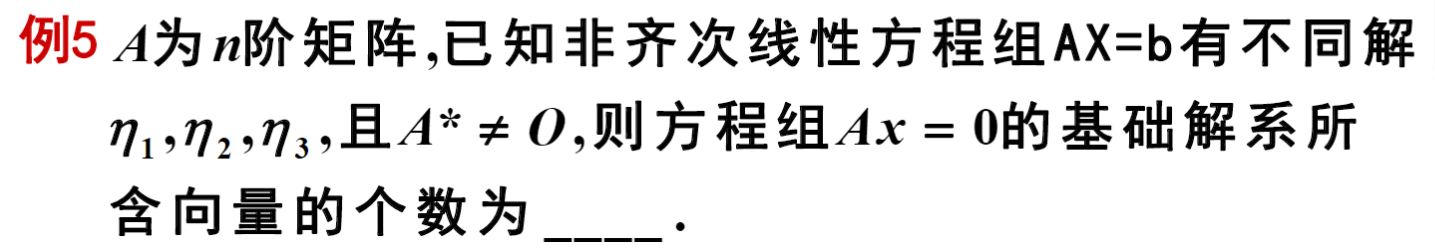 例5 A为n阶矩阵,已知非齐次线性方程组AX=b有不同解
η₁,η₂,η₃,且A* ≠ O,则方程组Ax = 0的基础解系所
含向量的个数为 ____ .